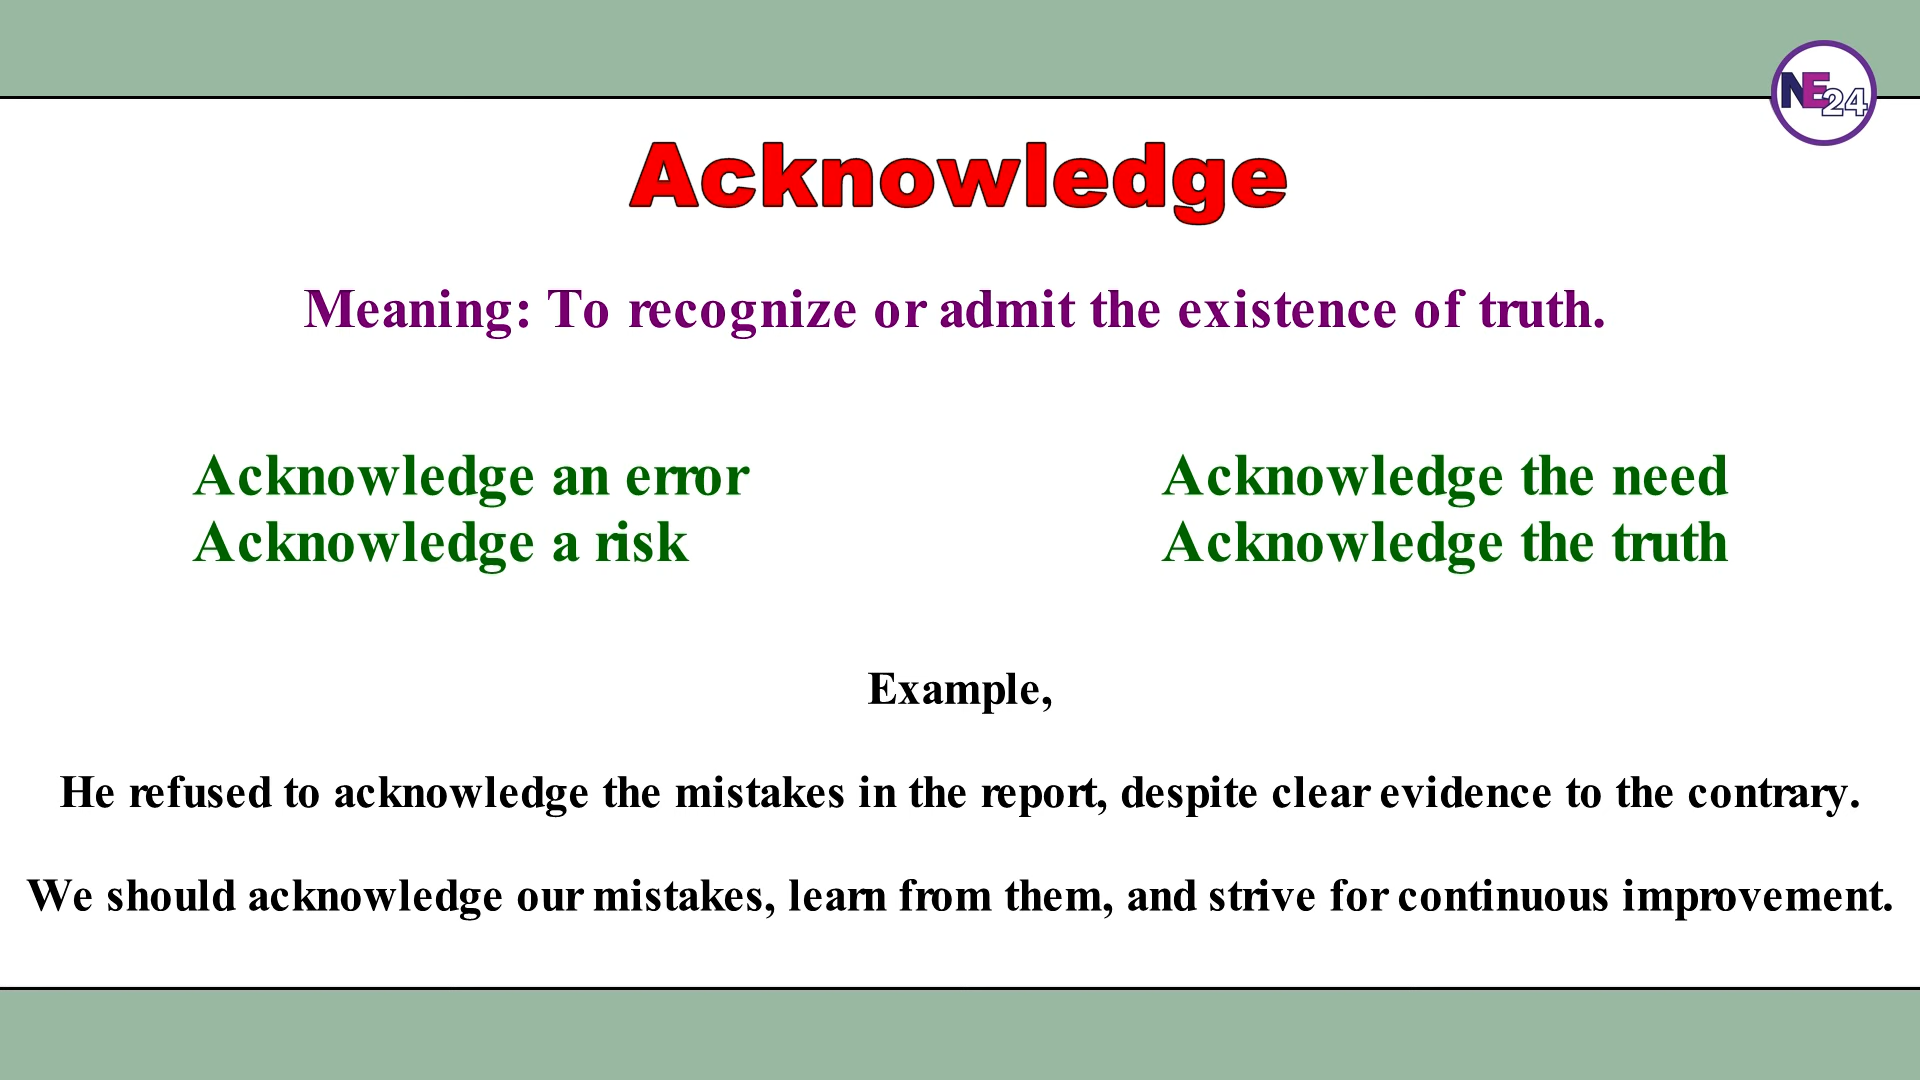 NE24
Acknowledge
Meaning: To recognize or admit the existence of truth.
Acknowledge an error
Acknowledge a risk
Acknowledge the need
Acknowledge the truth
Example,
He refused to acknowledge the mistakes in the report, despite clear evidence to the contrary.
We should acknowledge our mistakes, learn from them, and strive for continuous improvement.